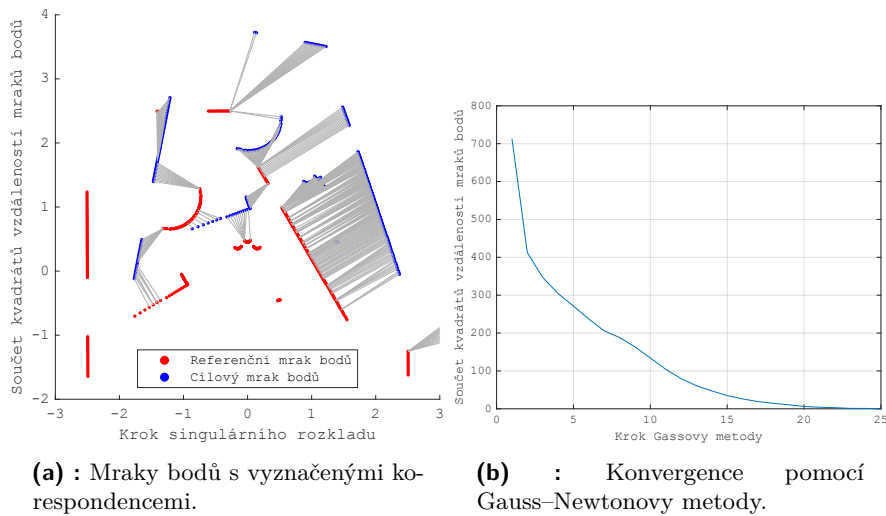 4
3
2
1
0
-1
-2
-3
-2
-1
0
1
2
3
Součet kvadrátů vzdáleností mraků bodů
Krok singulárního rozkladu
Referenční mrak bodů
Cílový mrak bodů
800
700
600
500
400
300
200
100
0
0
5
10
15
20
25
Součet kvadrátů vzdáleností mraků bodů
Krok Gassovy metody
(a) : Mraky bodů s vyznačenými ko-
respondencemi.
(b) : Konvergence pomocí
Gauss–Newtonovy metody.